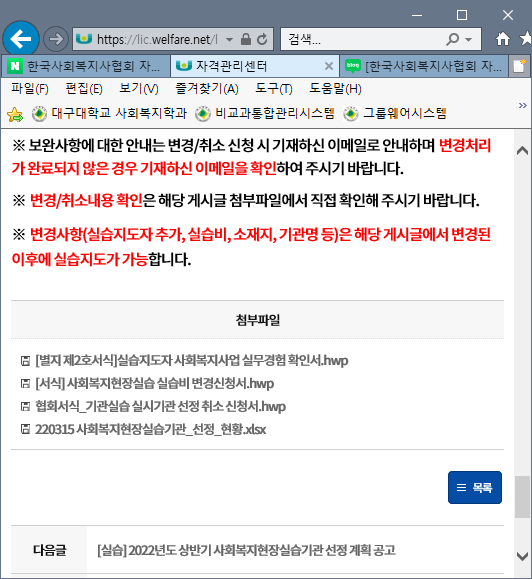 https://lic.welfare.net/l
검색...
한국사회복지사협회 자...
자격관리센터
[한국사회복지사협회 자...
파일(F) 편집(E) 보기(V) 즐겨찾기(A) 도구(T) 도움말(H)
대구대학교 사회복지학과 비교과통합관리시스템 그룹웨어시스템
※ 보완사항에 대한 안내는 변경/취소 신청 시 기재하신 이메일로 안내하며 변경처리
가 완료되지 않은 경우 기재하신 이메일을 확인하여 주시기 바랍니다.
※ 변경/취소내용 확인은 해당 게시글 첨부파일에서 직접 확인해 주시기 바랍니다.
※ 변경사항(실습지도자 추가, 실습비, 소재지, 기관명 등)은 해당 게시글에서 변경된
이후에 실습지도가 가능합니다.
첨부파일
[별지 제2호서식]실습지도자 사회복지사업 실무경험 확인서.hwp
[서식] 사회복지현장실습 실습비 변경신청서.hwp
협회서식_기관실습 실시기관 선정 취소 신청서.hwp
220315 사회복지현장실습기관_선정_현황.xlsx
목록
다음글 [실습] 2022년도 상반기 사회복지현장실습기관 선정 계획 공고